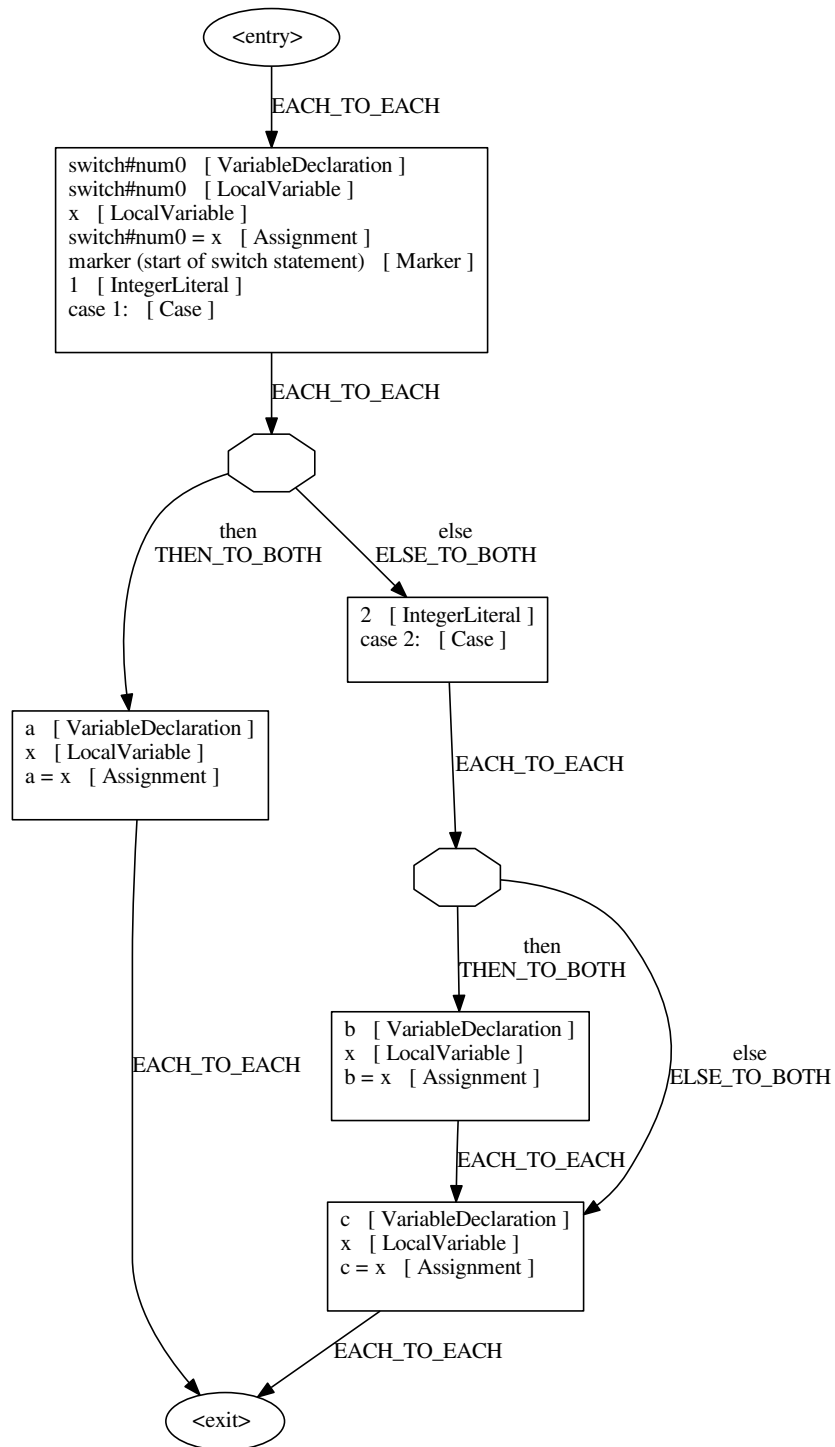 <entry>
EACH_TO_EACH
switch#num0 [ VariableDeclaration ]
switch#num0 [ LocalVariable ]
x [ LocalVariable ]
switch#num0 = x [ Assignment ]
marker (start of switch statement) [ Marker ]
1 [ IntegerLiteral ]
case 1: [ Case ]
EACH_TO_EACH
then
THEN_TO_BOTH
else
ELSE_TO_BOTH
2 [ IntegerLiteral ]
case 2: [ Case ]
a [ VariableDeclaration ]
x [ LocalVariable ]
a = x [ Assignment ]
EACH_TO_EACH
then
THEN_TO_BOTH
b [ VariableDeclaration ]
x [ LocalVariable ]
b = x [ Assignment ]
EACH_TO_EACH
else
ELSE_TO_BOTH
EACH_TO_EACH
c [ VariableDeclaration ]
x [ LocalVariable ]
c = x [ Assignment ]
EACH_TO_EACH
<exit>